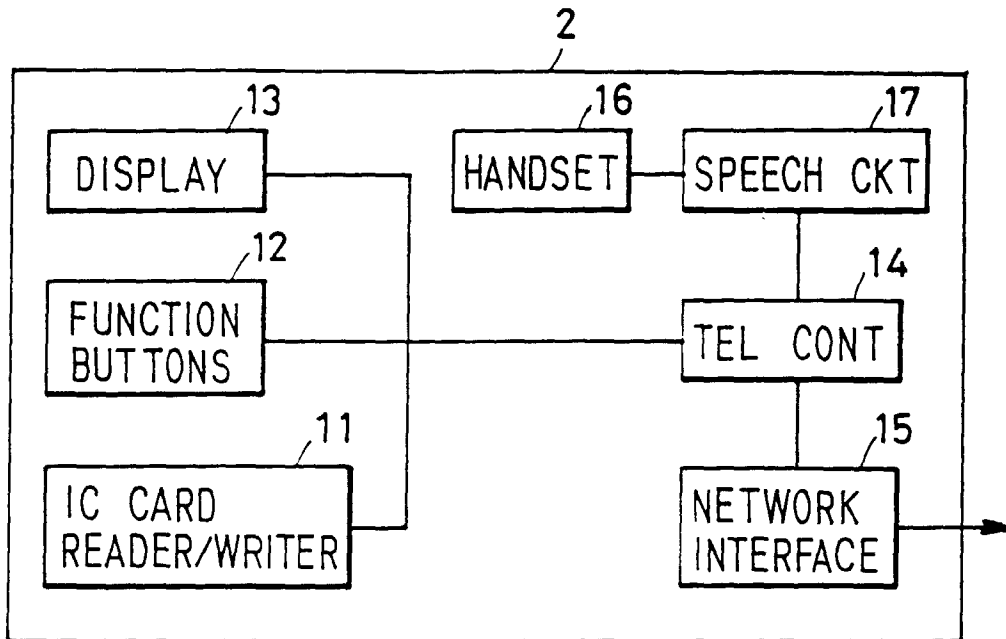 2
13
DISPLAY
16
HANDSET
17
SPEECH CKT
12
FUNCTION
BUTTONS
14
TEL CONT
11
IC CARD
READER/WRITER
15
NETWORK
INTERFACE